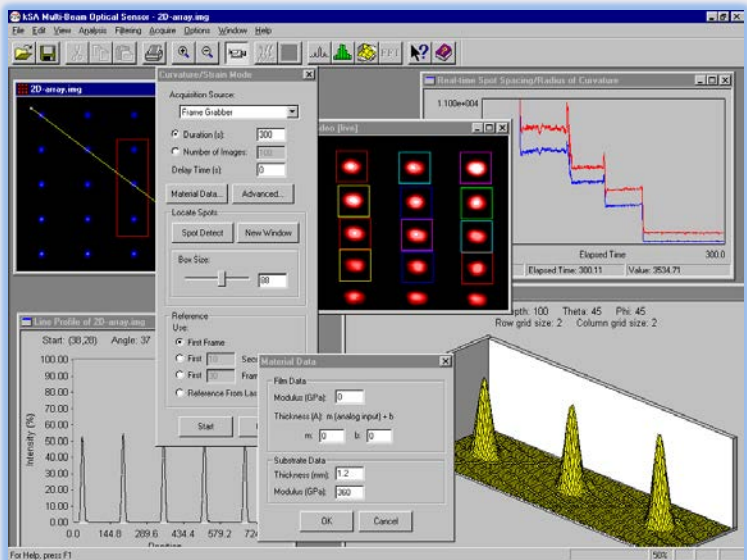 kSA Multi-Beam Optical Sensor - 2D-array.img
File Edit View Analysis Filtering Acquire Options Window Help
FFT
2D-array.img
Curvature/Strain Mode
Acquisition Source:
Frame Grabber
Duration (s): 300
Number of Images: 100
Delay Time (s): 0
Material Data... Advanced...
Locate Spots
Spot Detect New Window
Box Size:
88
Reference
Use:
First Frame
First 10
First 30
Reference From Las
Start
(live)
Real-time Spot Spacing/Radius of Curvature
1.100e+004
Elapsed Time 300.0
Elapsed Time: 300.11 Value: 3534.71
Line Profile of 2D-array.img
Start: (38,28) Angle: 37
100.00
90.00
80.00
70.00
60.00
50.00
40.00
30.00
20.00
10.00
0.00
Intensity (%)
0.0 144.8 289.6 434.4 579.2 724
Position
Material Data
Film Data
Modulus (GPa): 0
Thickness (A): m (analog input) + b
m: 0 b: 0
Substrate Data
Thickness (mm): 1.2
Modulus (GPa): 360
OK Cancel
epth: 100 Theta: 45 Phi: 45
Row grid size: 2 Column grid size: 2
For Help, press F1
50%